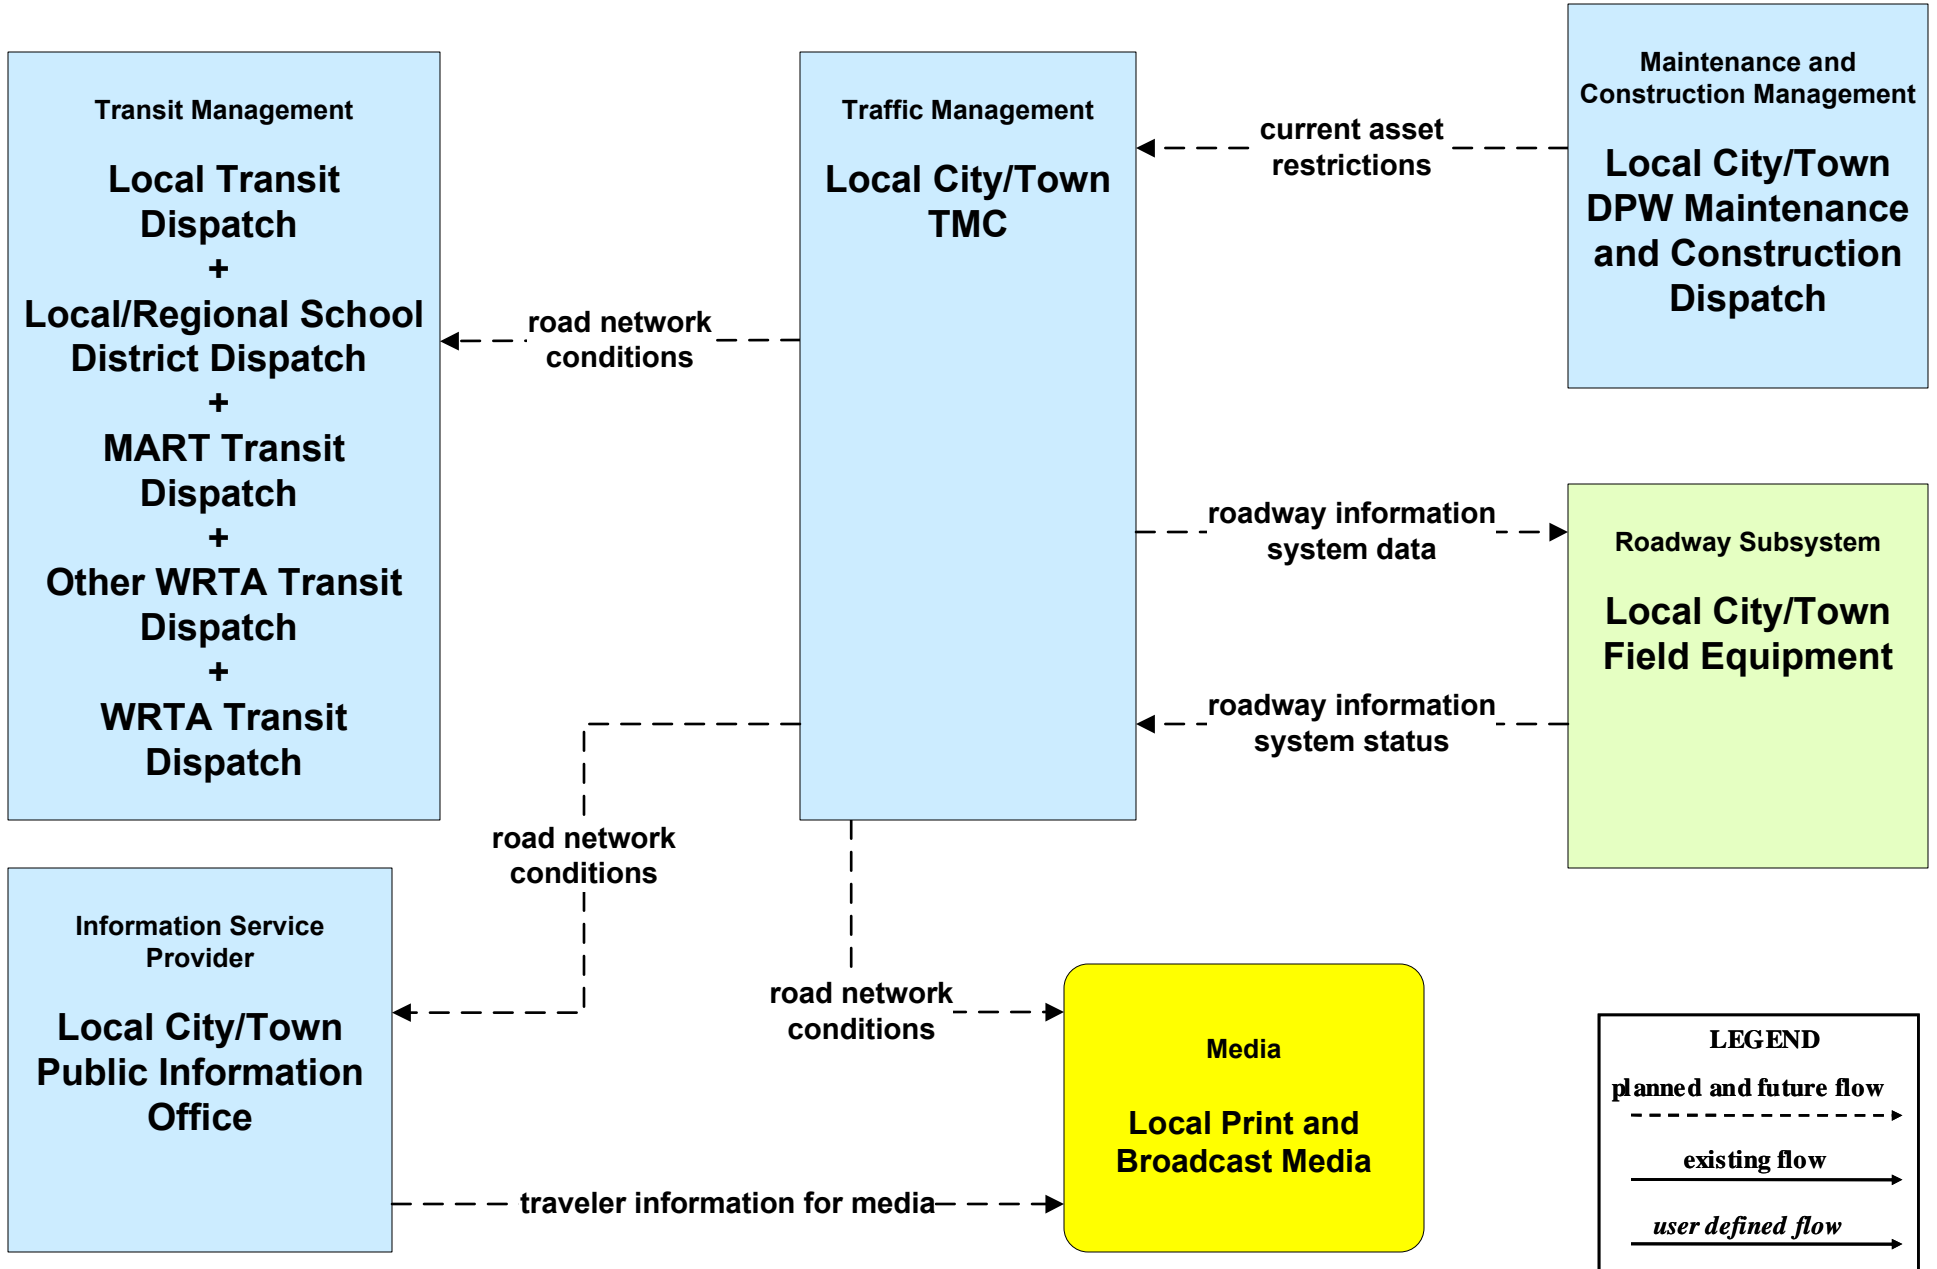 Transit Management
Local Transit
Dispatch
+
Local/Regional School
District Dispatch
+
MART Transit
Dispatch
+
Other WRTA Transit
Dispatch
+
WRTA Transit
Dispatch
road network
conditions
Traffic Management
Local City/Town
TMC
current asset
restrictions
Maintenance and
Construction Management
Local City/Town
DPW Maintenance
and Construction
Dispatch
roadway information
system data
roadway information
system status
Roadway Subsystem
Local City/Town
Field Equipment
road network
conditions
Information Service
Provider
Local City/Town
Public Information
Office
road network
conditions
traveler information for media
Media
Local Print and
Broadcast Media
LEGEND
planned and future flow
existing flow
user defined flow